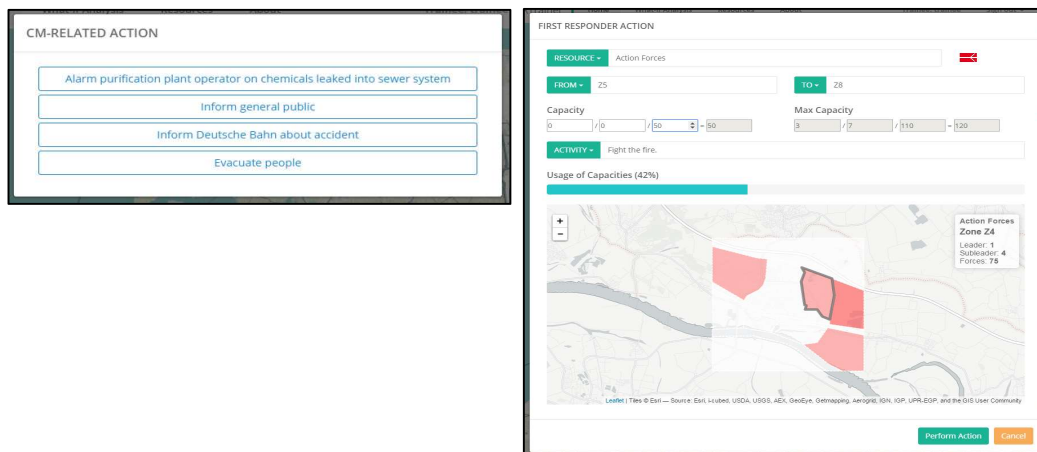 CM-RELATED ACTION
Alarm purification plant operator on chemicals leaked into sewer system
Inform general public
Inform Deutsche Bahn about accident
Evacuate people
FIRST RESPONDER ACTION
RESOURCE Action Forces
FROM Z5 TO Z8
Capacity Max Capacity
0 / 0 / 50 = 50 3 / 7 / 110 = 120
ACTIVITY Fight the fire.
Usage of Capacities (42%)
+
−
Action Forces
Zone Z4
Leader: 1
Subleader: 4
Forces: 75
Leaflet | Tiles © Esri — Source: Esri, i-cubed, USDA, USGS, AEX, GeoEye, Getmapping, Aerogrid, IGN, IGP, UPR-EGP, and the GIS User Community
Perform Action Cancel